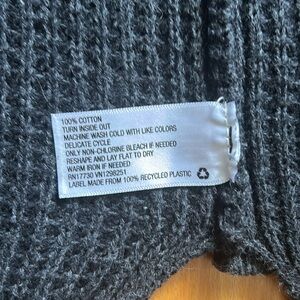 100% COTTON
TURN INSIDE OUT
MACHINE WASH COLD WITH LIKE COLORS
DELICATE CYCLE
ONLY NON-CHLORINE BLEACH IF NEEDED
RESHAPE AND LAY FLAT TO DRY
WARM IRON IF NEEDED
RN17730 VN1298251
LABEL MADE FROM 100% RECYCLED PLASTIC